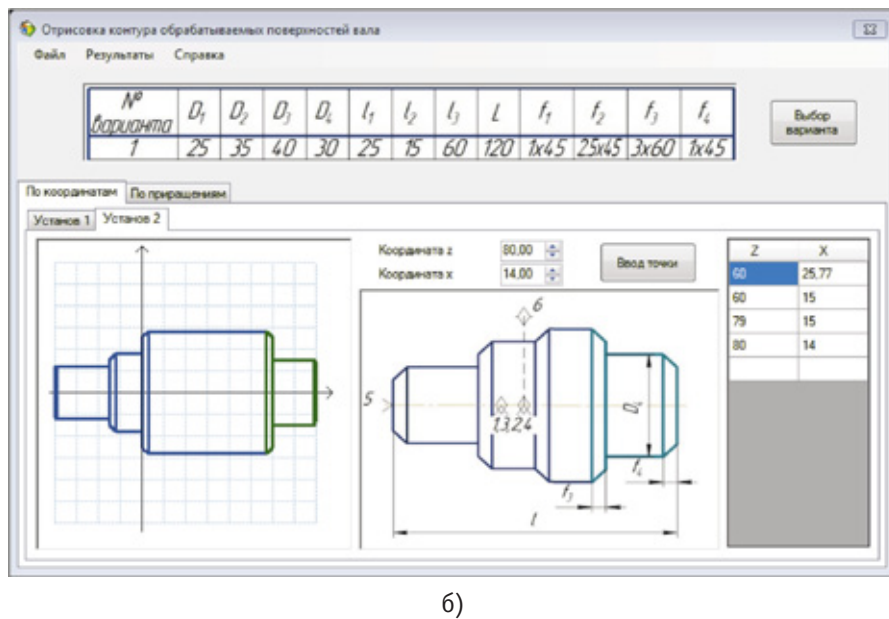 Отрисовка контура обрабатываемых поверхностей вала
Файл Результаты Справка
№ варианта D₁ D₂ D₃ D₄ l₁ l₂ l₃ L f₁ f₂ f₃ f₄
1 25 35 40 30 25 15 60 120 1x45 25x45 3x60 1x45
Выбор варианта
По координатам По приращениям
Установ 1 Установ 2
Координата z 80,00
Координата x 14,00
Ввод точки
6
5
1,3,2,4
D₄
f₄
f₃
l
Z X
60 25,77
60 15
79 15
80 14
б)